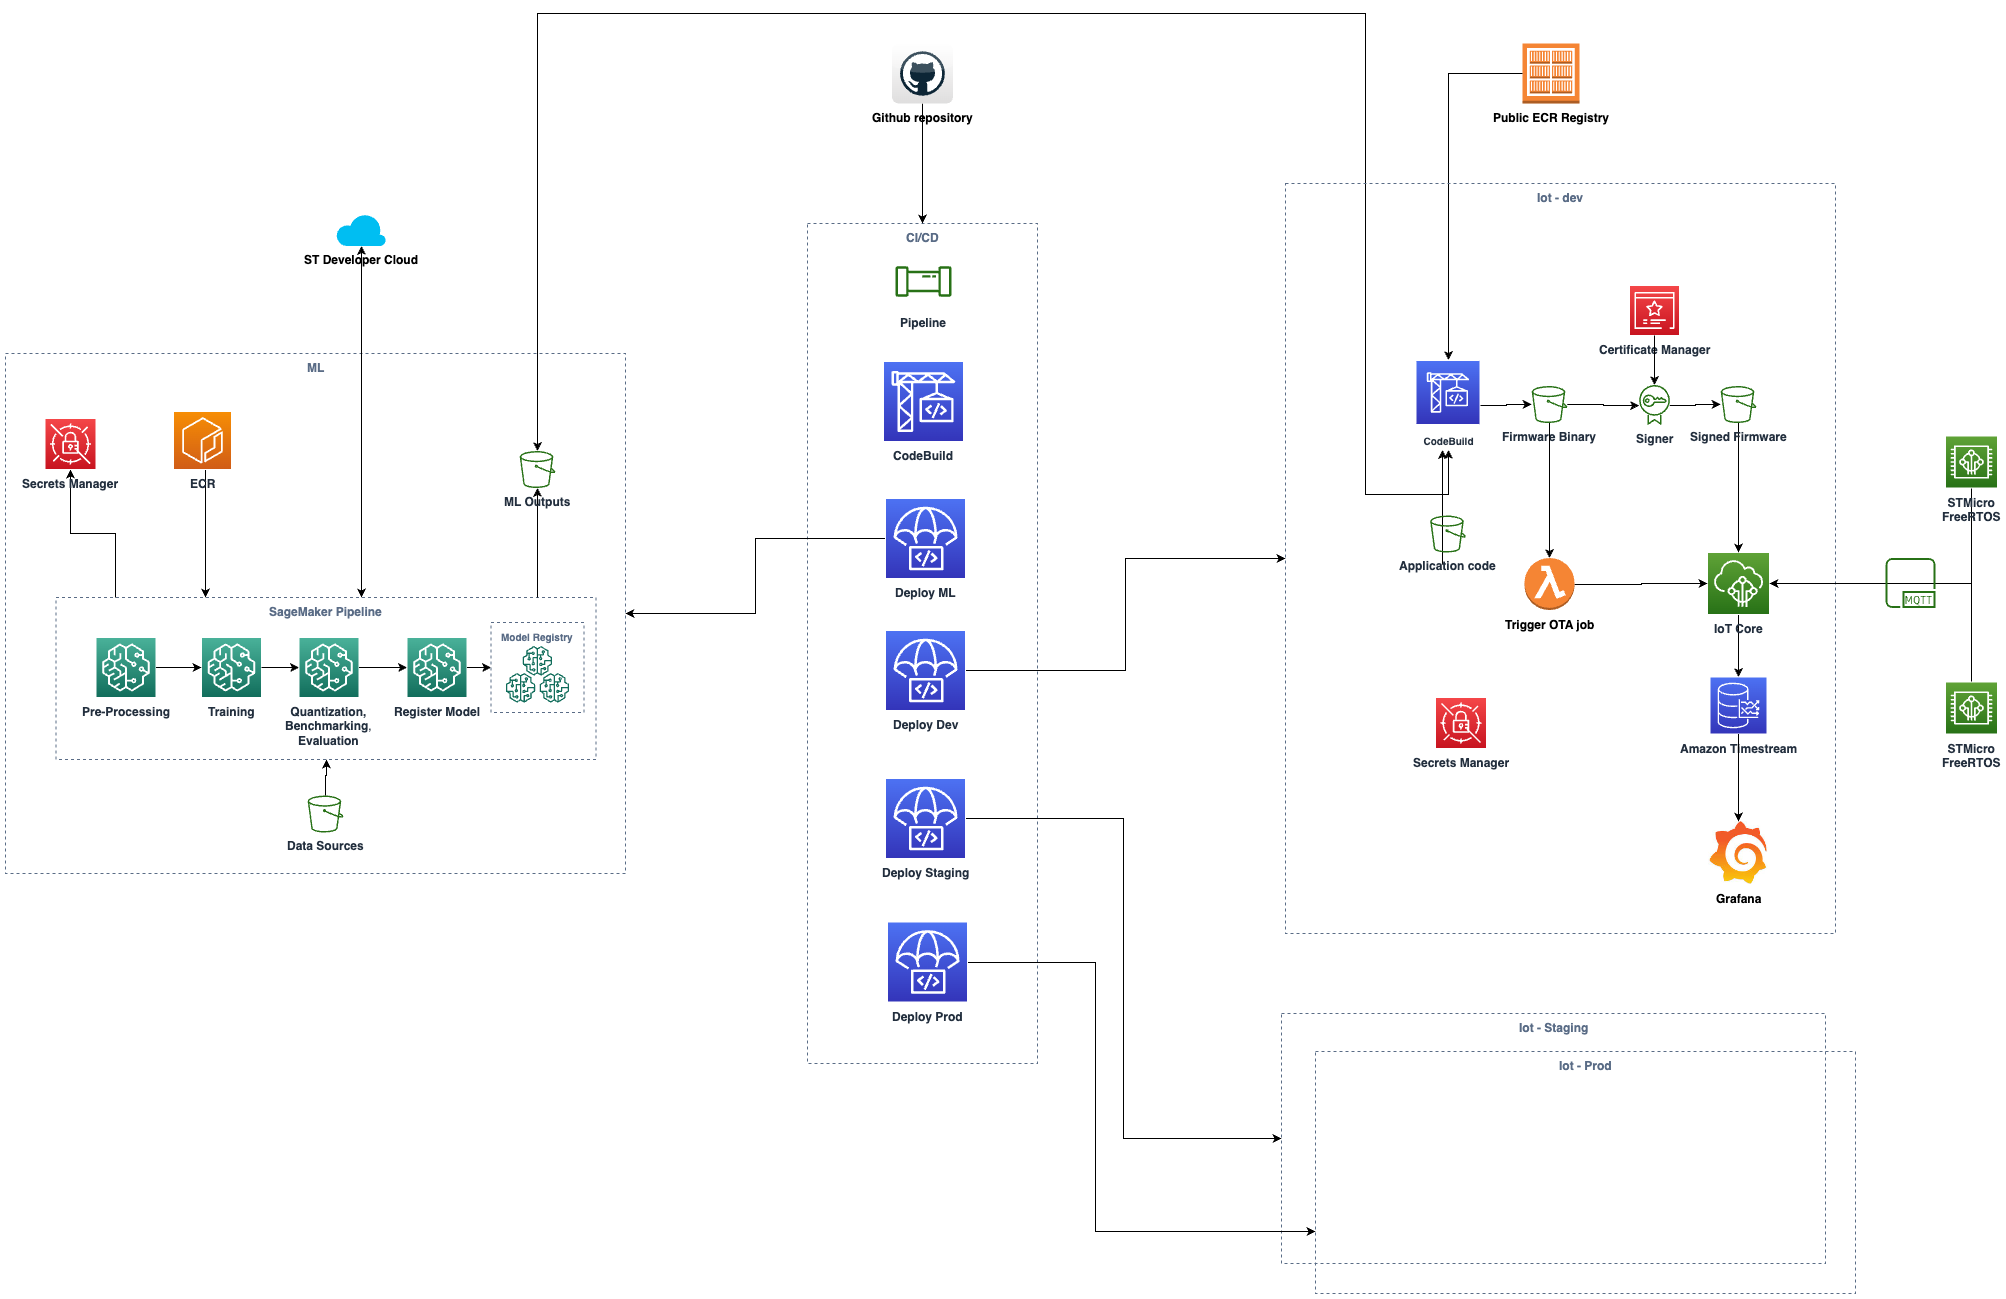 Github repository
Public ECR Registry
Iot - dev
CI/CD
ST Developer Cloud
Pipeline
Certificate Manager
ML
CodeBuild
Firmware Binary
Signer
Signed Firmware
CodeBuild
Secrets Manager
ECR
ML Outputs
STMicro
FreeRTOS
Application code
Deploy ML
MQTT
SageMaker Pipeline
Trigger OTA job
IoT Core
Model Registry
Pre-Processing
Training
Quantization,
Benchmarking,
Evaluation
Register Model
Deploy Dev
Secrets Manager
Amazon Timestream
STMicro
FreeRTOS
Data Sources
Deploy Staging
Grafana
Deploy Prod
Iot - Staging
Iot - Prod